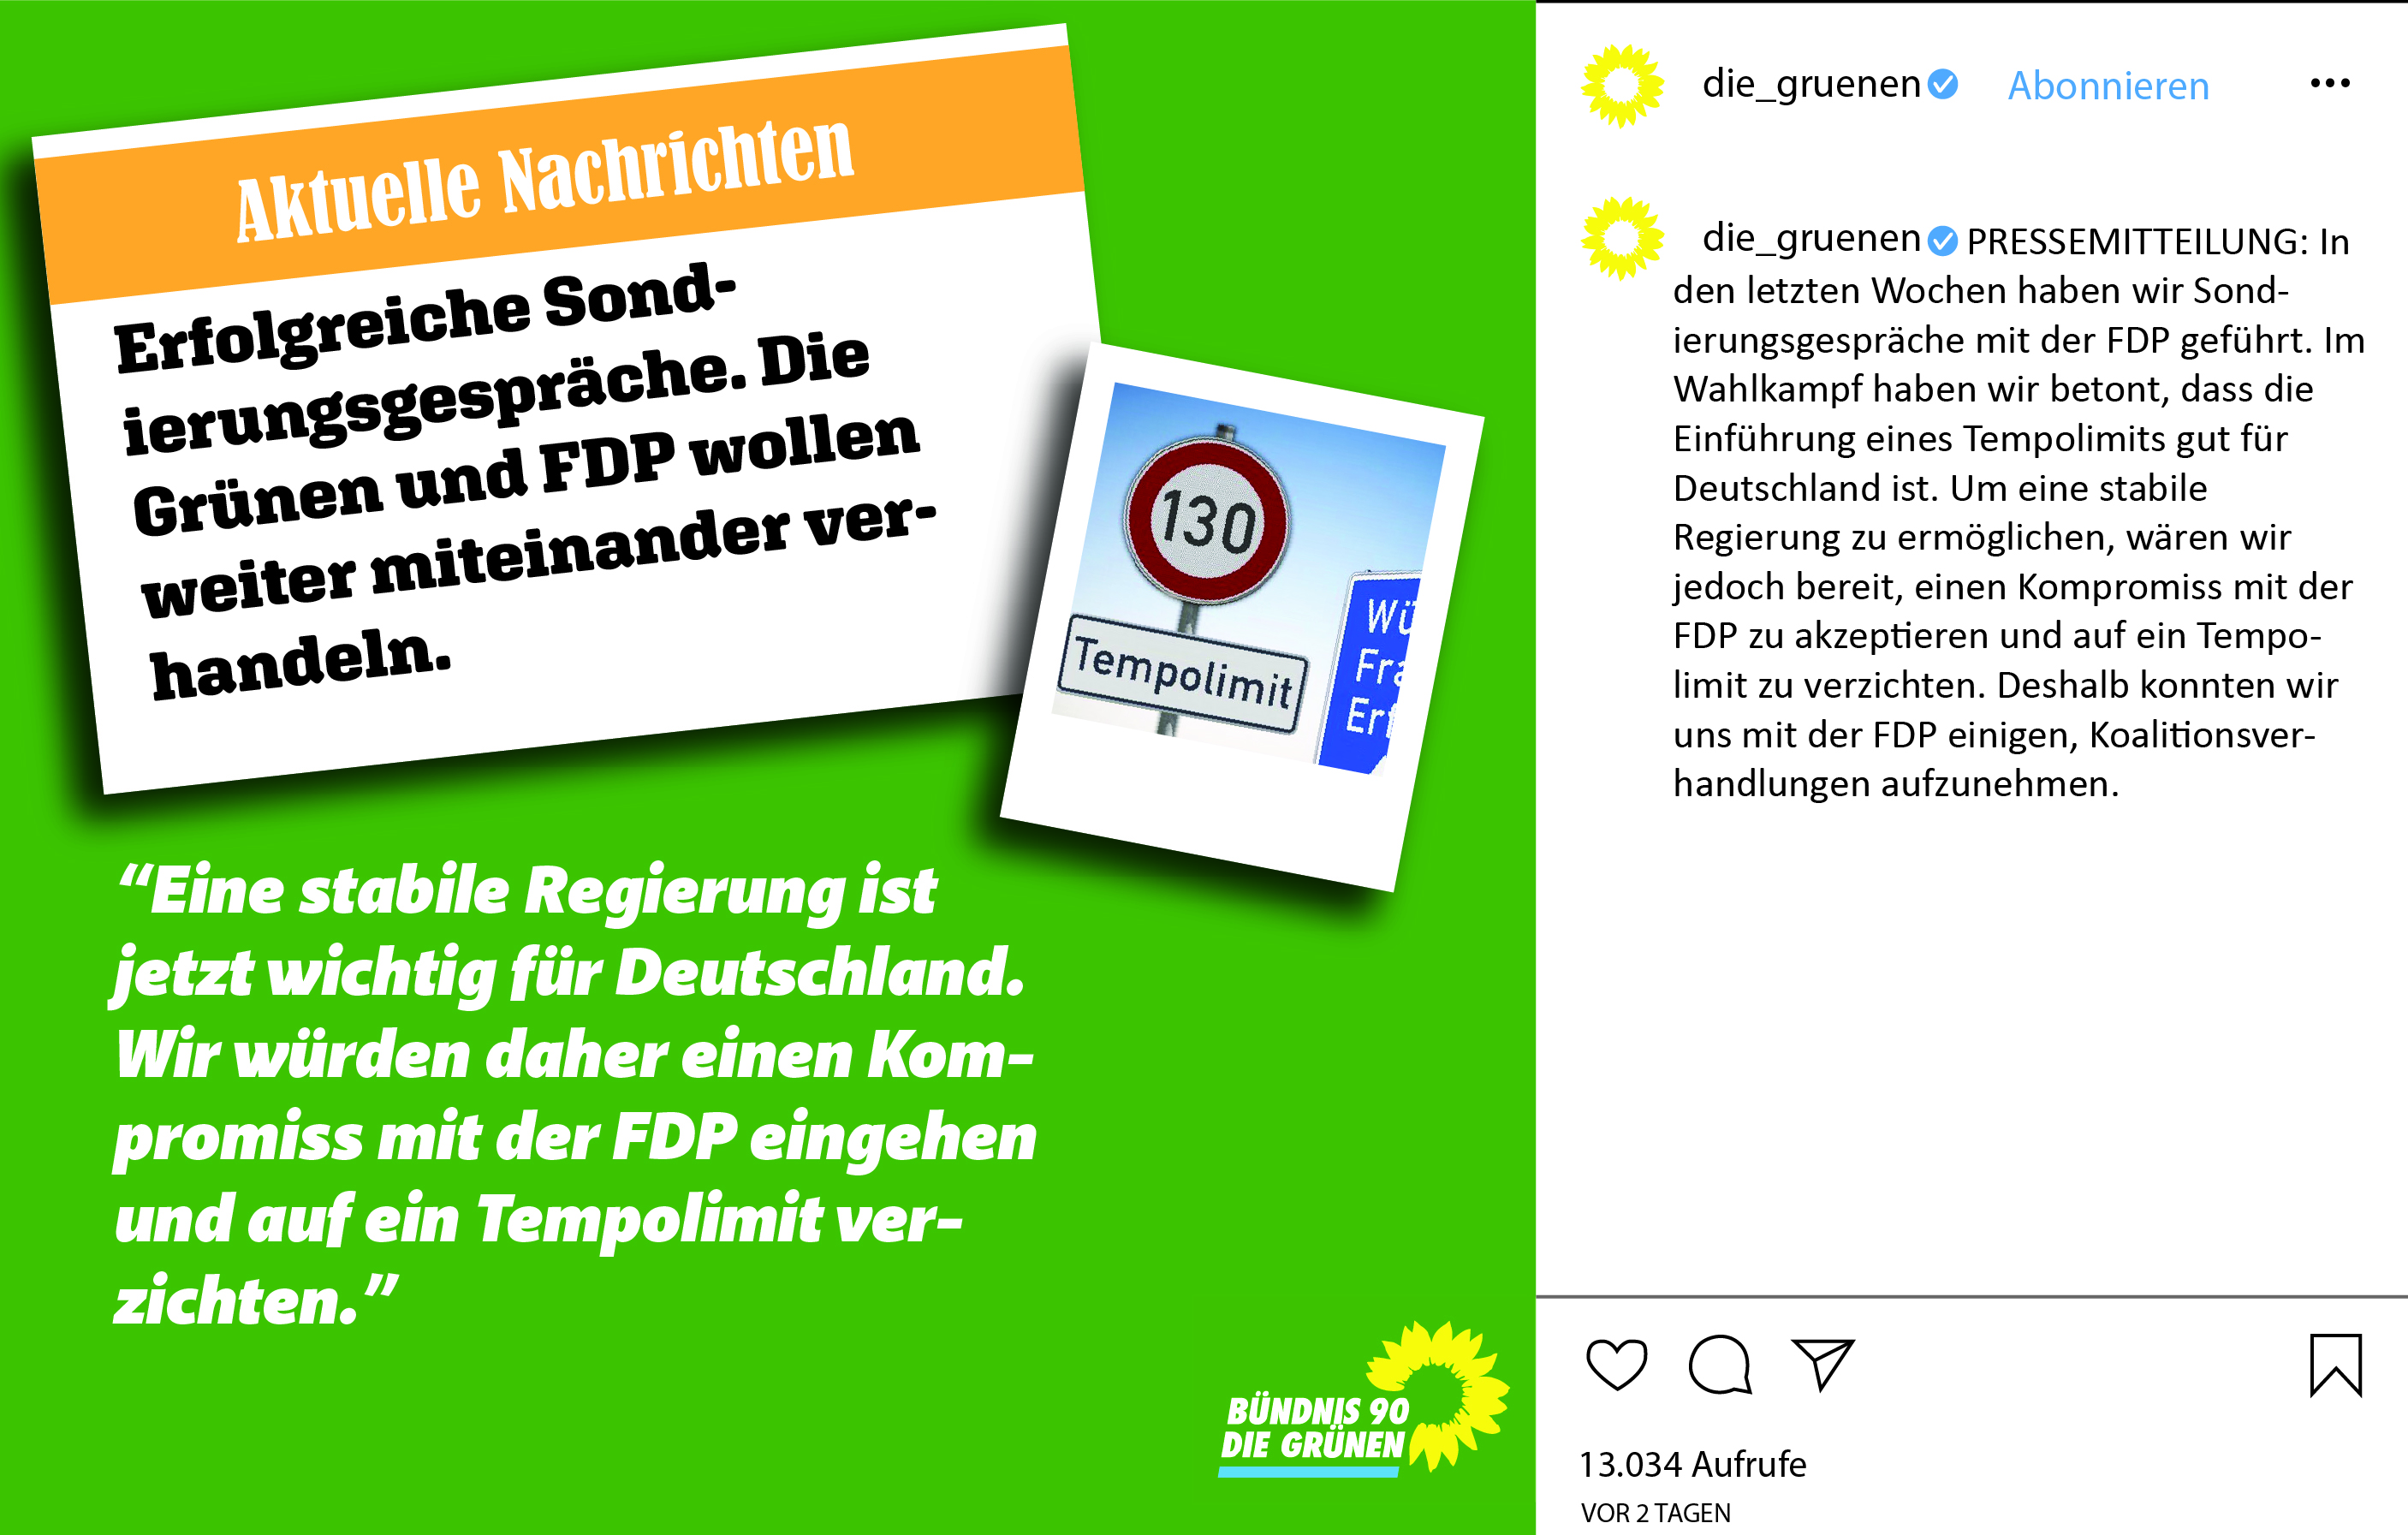 Aktuelle Nachrichten
Erfolgreiche Sond-
ierungsgespräche. Die
Grünen und FDP wollen
weiter miteinander ver-
handeln.
130
Tempolimit
Wü
Fra
Erf
“Eine stabile Regierung ist
jetzt wichtig für Deutschland.
Wir würden daher einen Kom-
promiss mit der FDP eingehen
und auf ein Tempolimit ver-
zichten.”
BÜNDNIS 90
DIE GRÜNEN
die_gruenen Abonnieren
die_gruenen PRESSEMITTEILUNG: In
den letzten Wochen haben wir Sond-
ierungsgespräche mit der FDP geführt. Im
Wahlkampf haben wir betont, dass die
Einführung eines Tempolimits gut für
Deutschland ist. Um eine stabile
Regierung zu ermöglichen, wären wir
jedoch bereit, einen Kompromiss mit der
FDP zu akzeptieren und auf ein Tempo-
limit zu verzichten. Deshalb konnten wir
uns mit der FDP einigen, Koalitionsver-
handlungen aufzunehmen.
13.034 Aufrufe
VOR 2 TAGEN